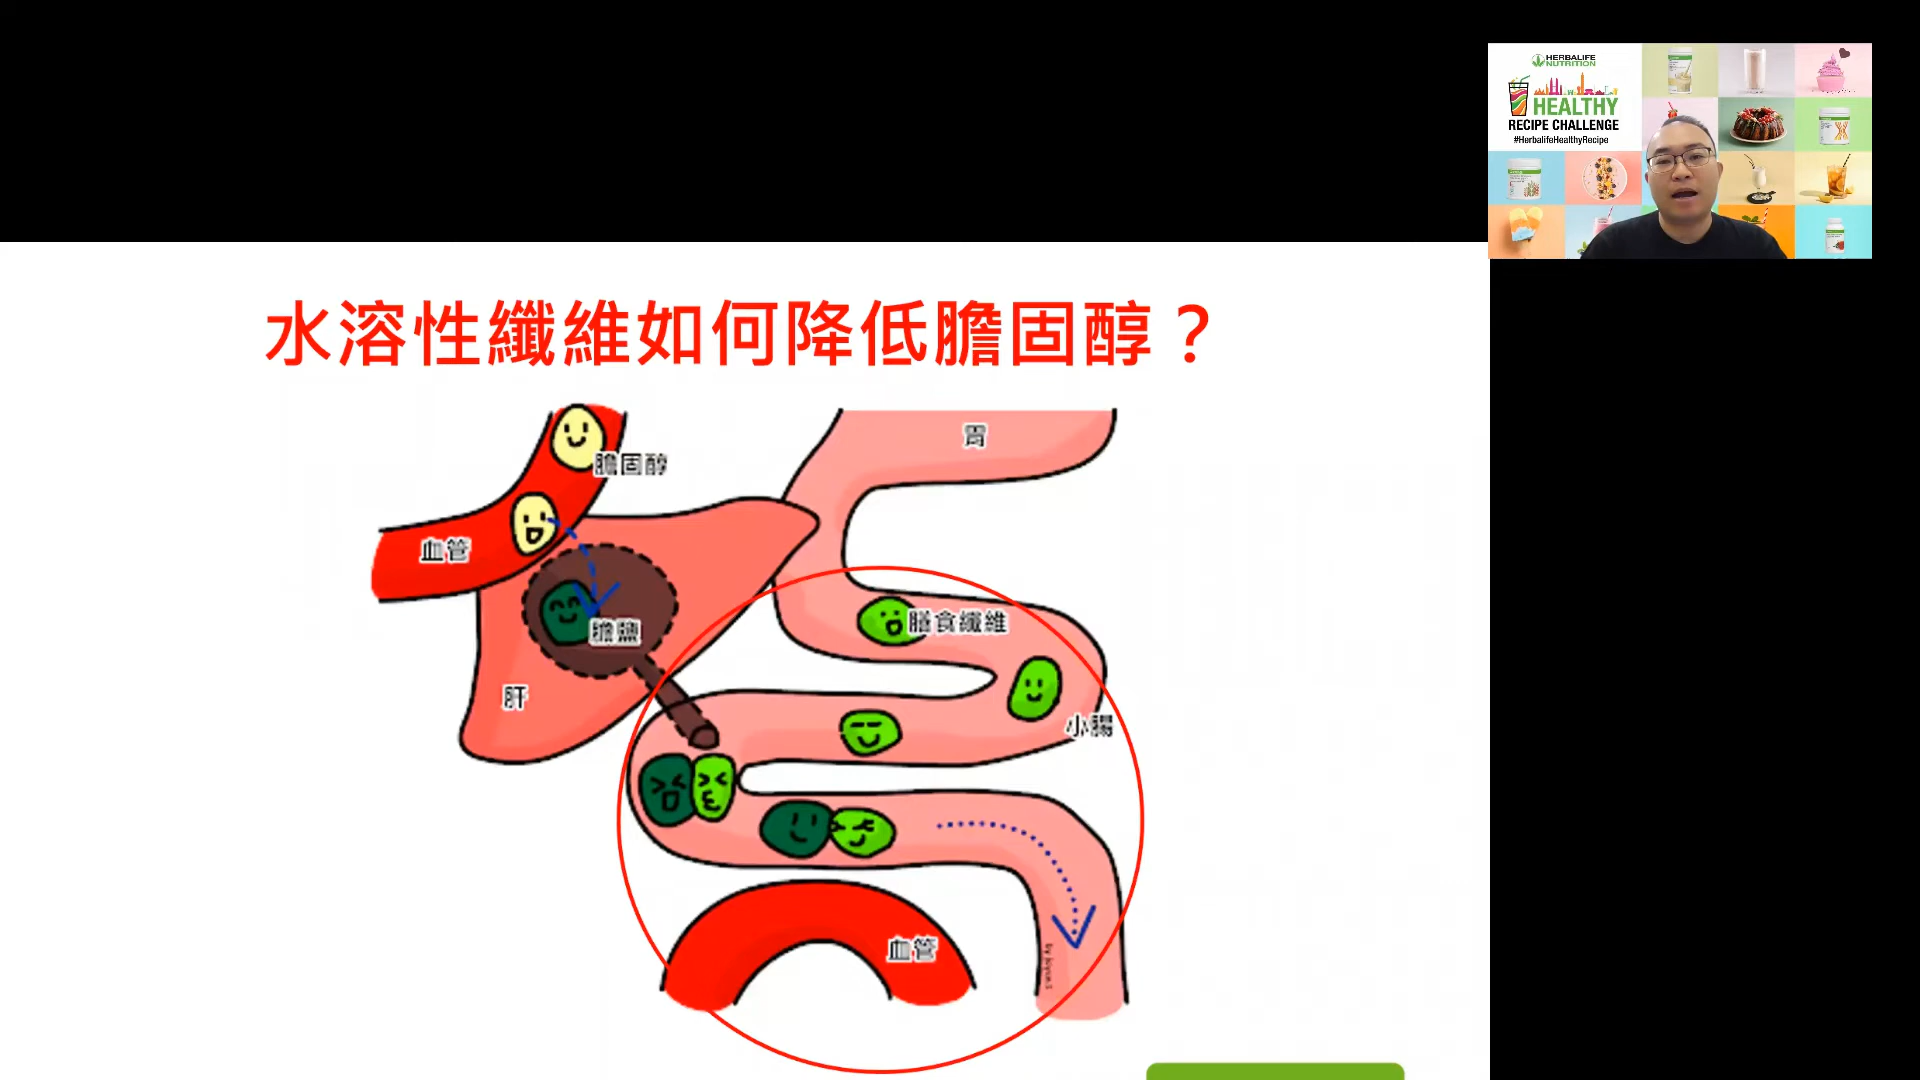 HERBALIFE
NUTRITION
HEALTHY
RECIPE CHALLENGE
#HerbalifeHealthyRecipe
水溶性纖維如何降低膽固醇？
胃
膽固醇
血管
膳食纖維
膽鹽
肝
小腸
血管